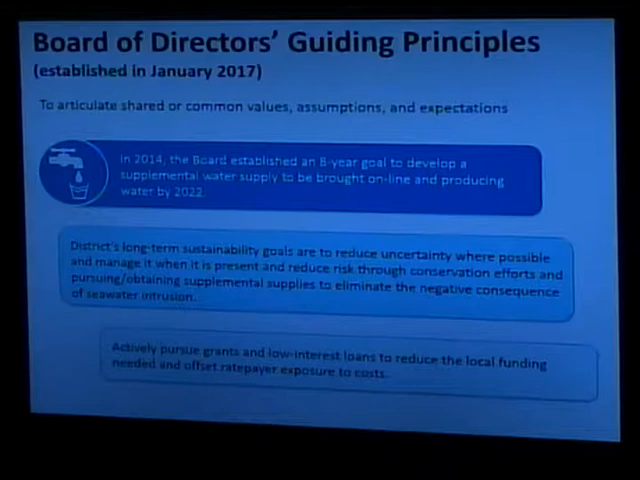 Board of Directors' Guiding Principles
(established in January 2017)
To articulate shared or common values, assumptions, and expectations
In 2014, the Board established an 8-year goal to develop a
supplemental water supply to be brought on-line and producing
water by 2022.
District's long-term sustainability goals are to reduce uncertainty where possible
and manage it when it is present and reduce risk through conservation efforts and
pursuing/obtaining supplemental supplies to eliminate the negative consequence
of seawater intrusion.
Actively pursue grants and low-interest loans to reduce the local funding
needed and offset ratepayer exposure to costs.